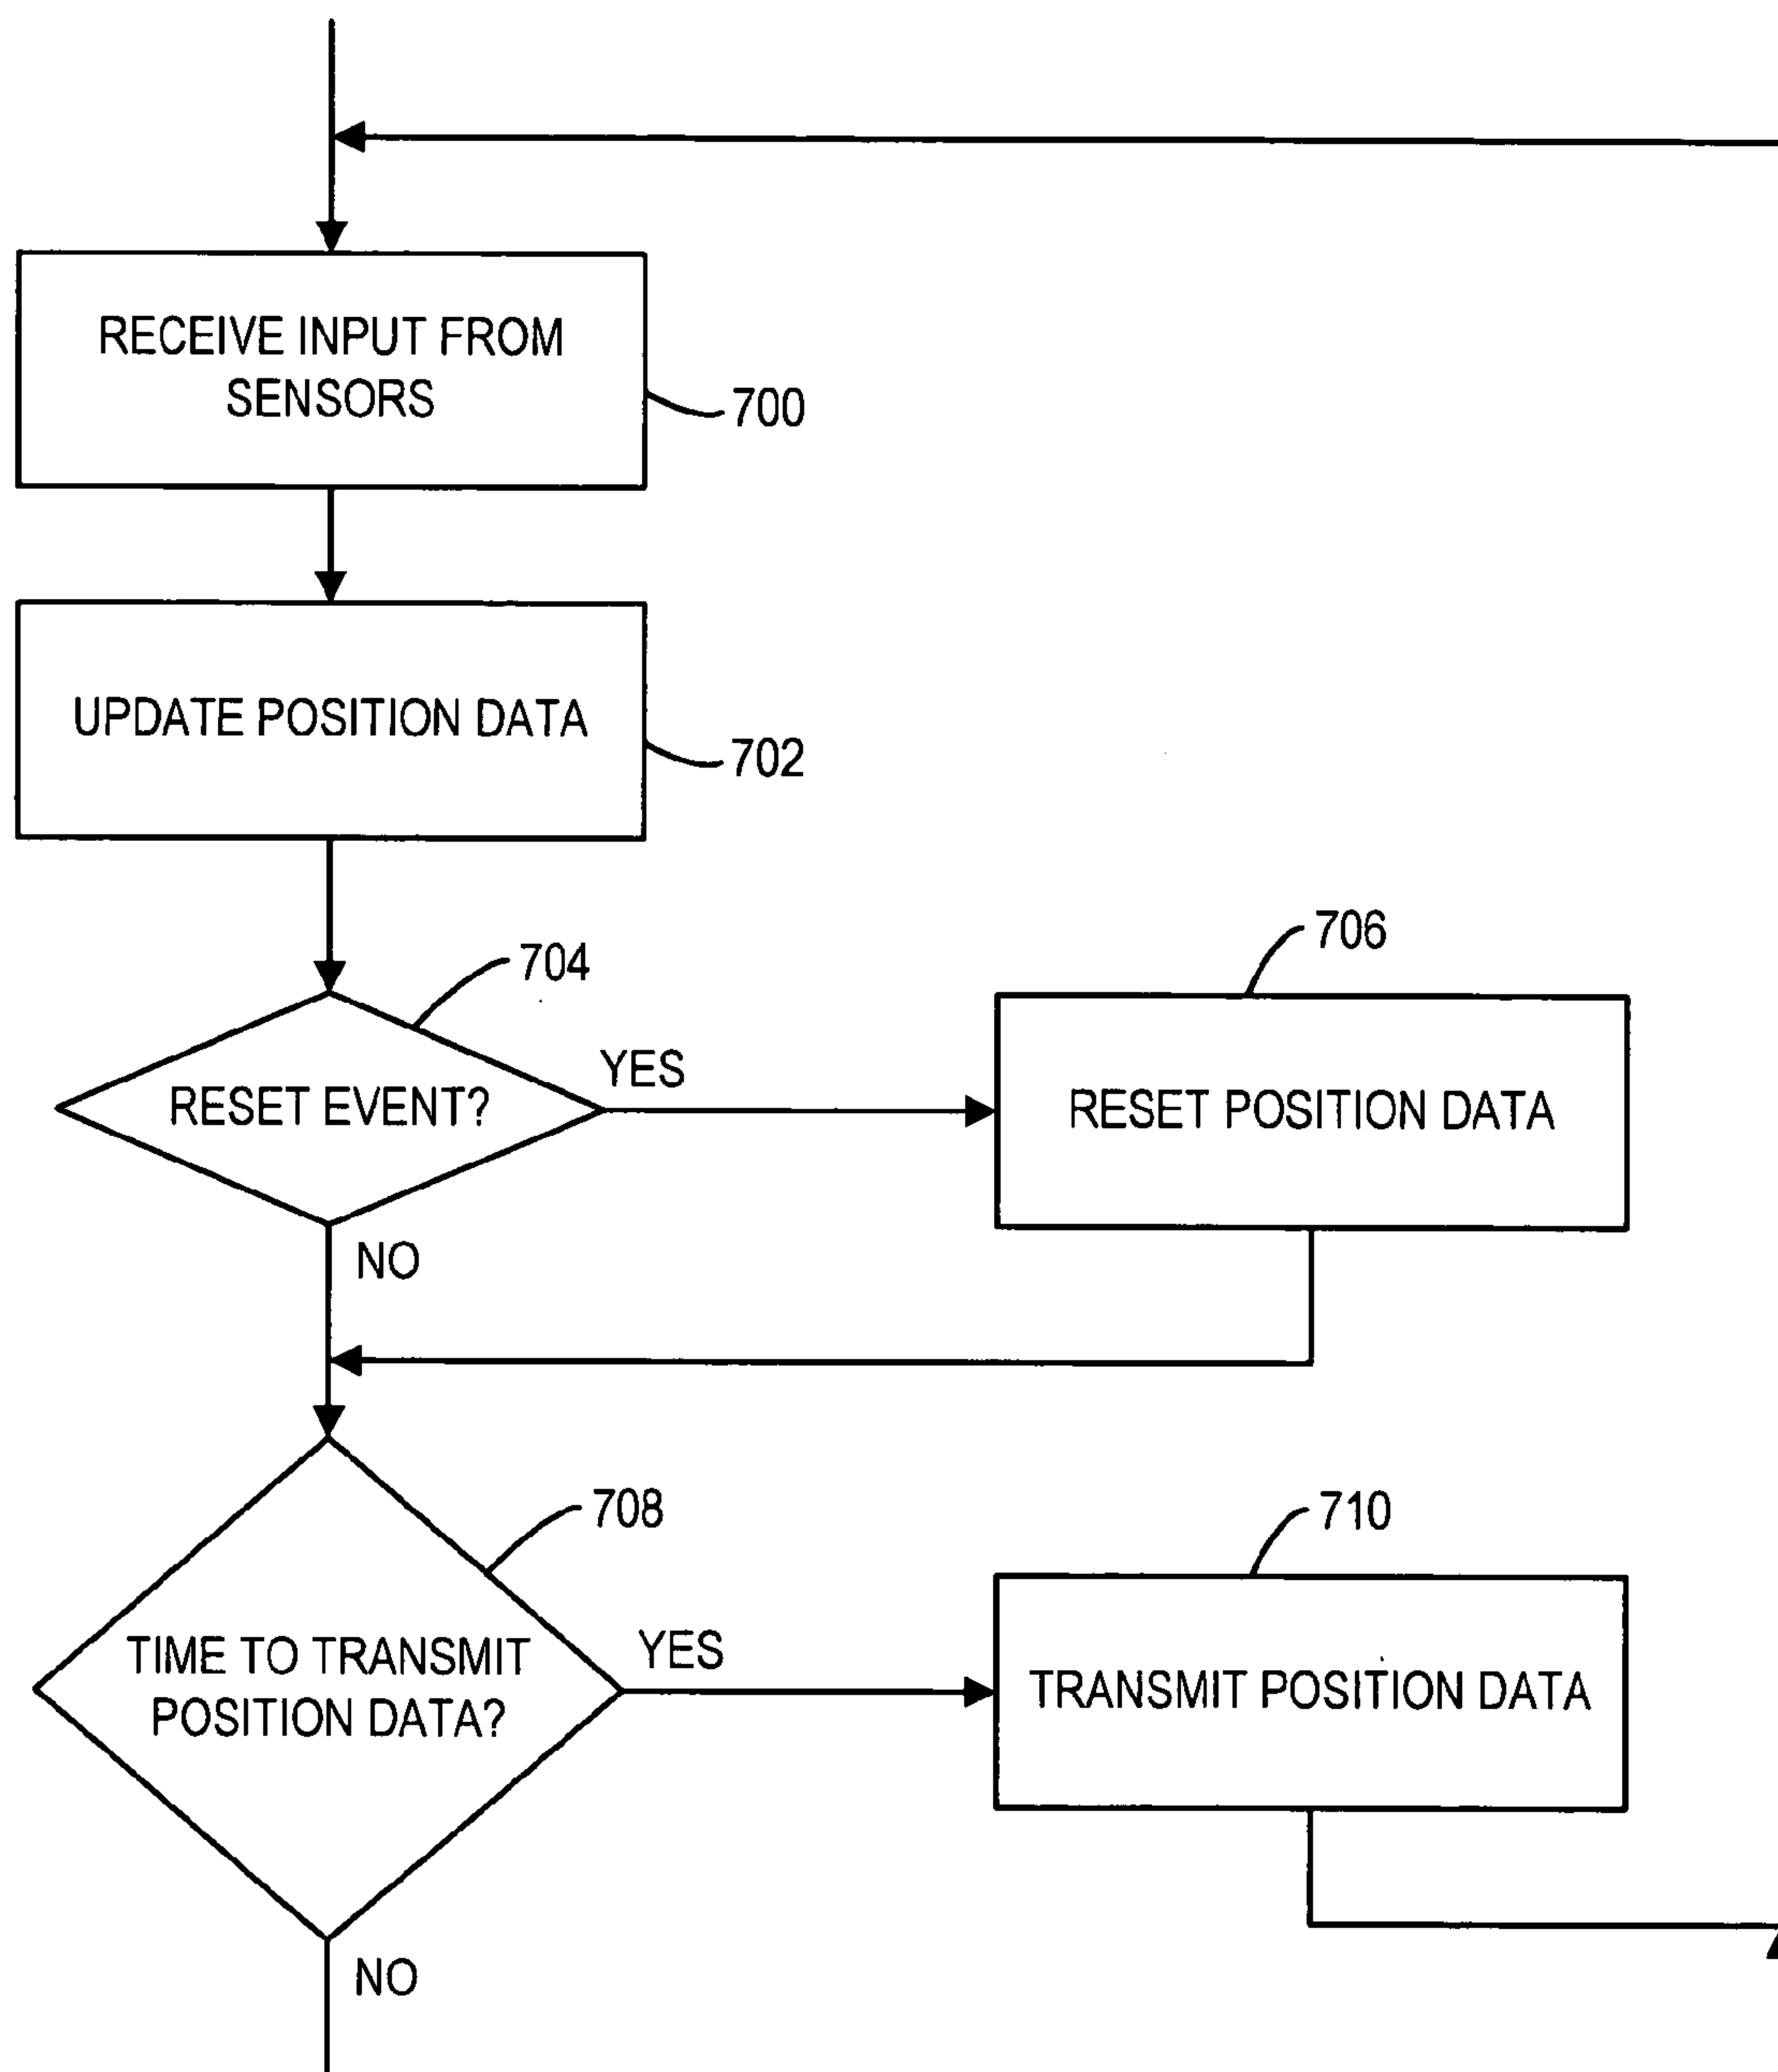 RECEIVE INPUT FROM
SENSORS
700
UPDATE POSITION DATA
702
704
706
RESET EVENT?
YES
RESET POSITION DATA
NO
708
710
TIME TO TRANSMIT
POSITION DATA?
YES
TRANSMIT POSITION DATA
NO